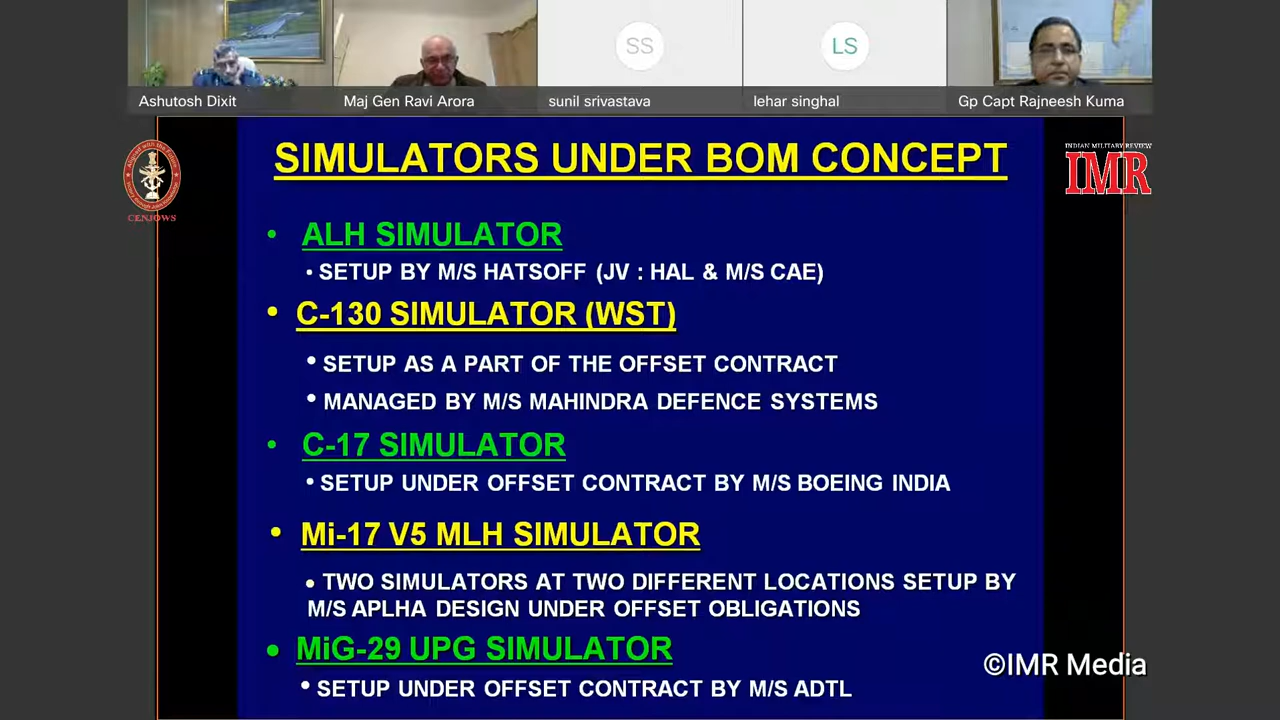 SS
LS
Ashutosh Dixit
Maj Gen Ravi Arora
sunil srivastava
lehar singhal
Gp Capt Rajneesh Kuma
SIMULATORS UNDER BOM CONCEPT
CENJOWS
INDIAN MILITARY REVIEW
IMR
• ALH SIMULATOR
• SETUP BY M/S HATSOFF (JV : HAL & M/S CAE)
• C-130 SIMULATOR (WST)
• SETUP AS A PART OF THE OFFSET CONTRACT
• MANAGED BY M/S MAHINDRA DEFENCE SYSTEMS
• C-17 SIMULATOR
• SETUP UNDER OFFSET CONTRACT BY M/S BOEING INDIA
• Mi-17 V5 MLH SIMULATOR
• TWO SIMULATORS AT TWO DIFFERENT LOCATIONS SETUP BY
M/S APLHA DESIGN UNDER OFFSET OBLIGATIONS
• MiG-29 UPG SIMULATOR
• SETUP UNDER OFFSET CONTRACT BY M/S ADTL
©IMR Media